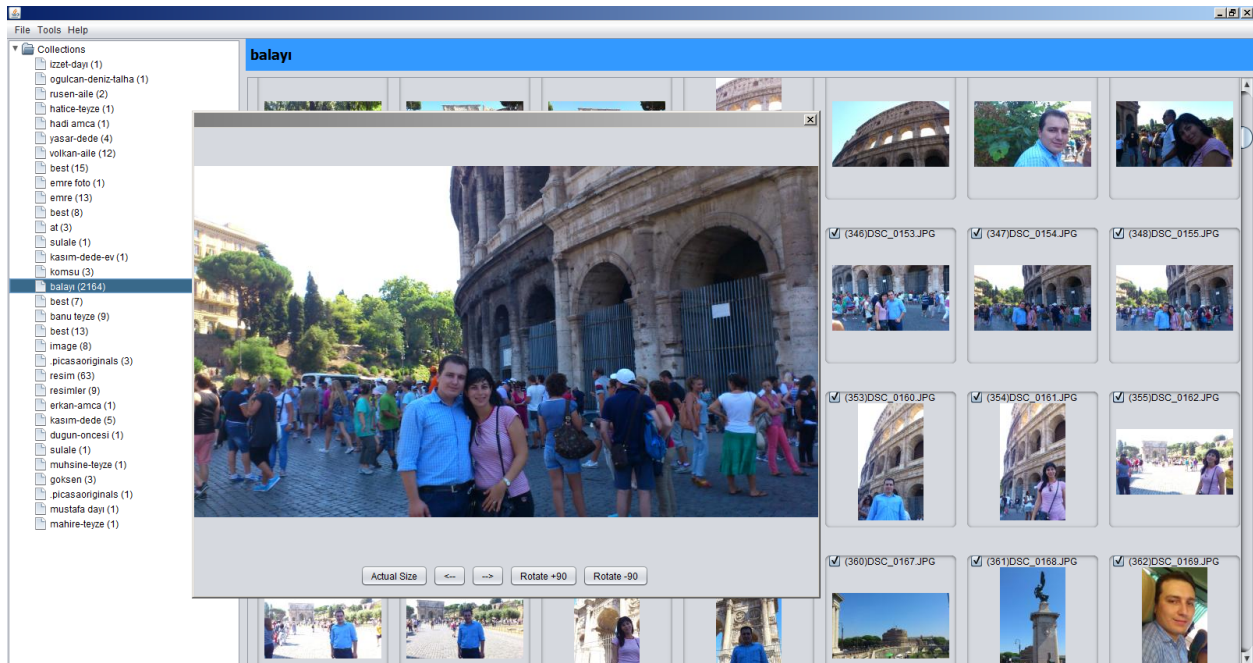 File Tools Help
Collections
izzet-dayı (1)
ogulcan-deniz-talha (1)
rusen-aile (2)
hatice-teyze (1)
hadi amca (1)
yasar-dede (4)
volkan-aile (12)
best (15)
emre foto (1)
emre (13)
best (8)
at (3)
sulale (1)
kasım-dede-ev (1)
komsu (3)
balayı (2164)
best (7)
banu teyze (9)
best (13)
image (8)
.picasaoriginals (3)
resim (63)
resimler (9)
erkan-amca (1)
kasım-dede (5)
dugun-oncesi (1)
sulale (1)
muhsine-teyze (1)
goksen (3)
.picasaoriginals (1)
mustafa dayı (1)
mahire-teyze (1)
balayı
(346)DSC_0153.JPG (347)DSC_0154.JPG (348)DSC_0155.JPG
(353)DSC_0160.JPG (354)DSC_0161.JPG (355)DSC_0162.JPG
(360)DSC_0167.JPG (361)DSC_0168.JPG (362)DSC_0169.JPG
Actual Size <-- --> Rotate +90 Rotate -90